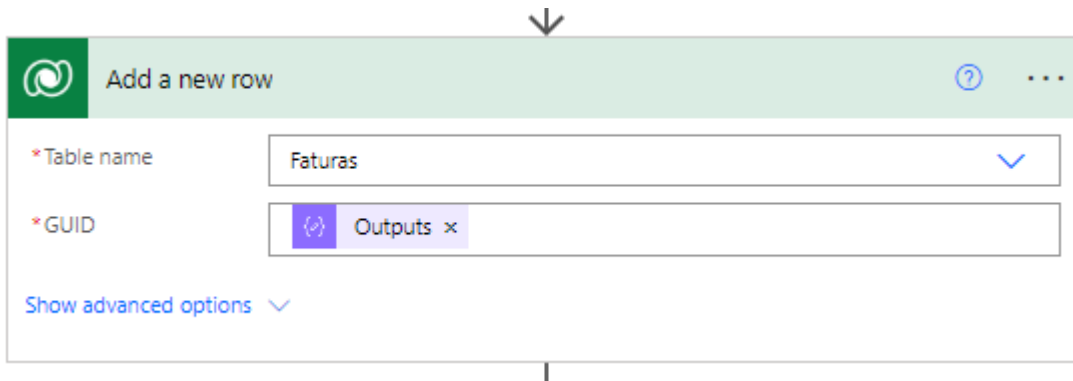 Add a new row
*Table name Faturas
*GUID Outputs ×
Show advanced options